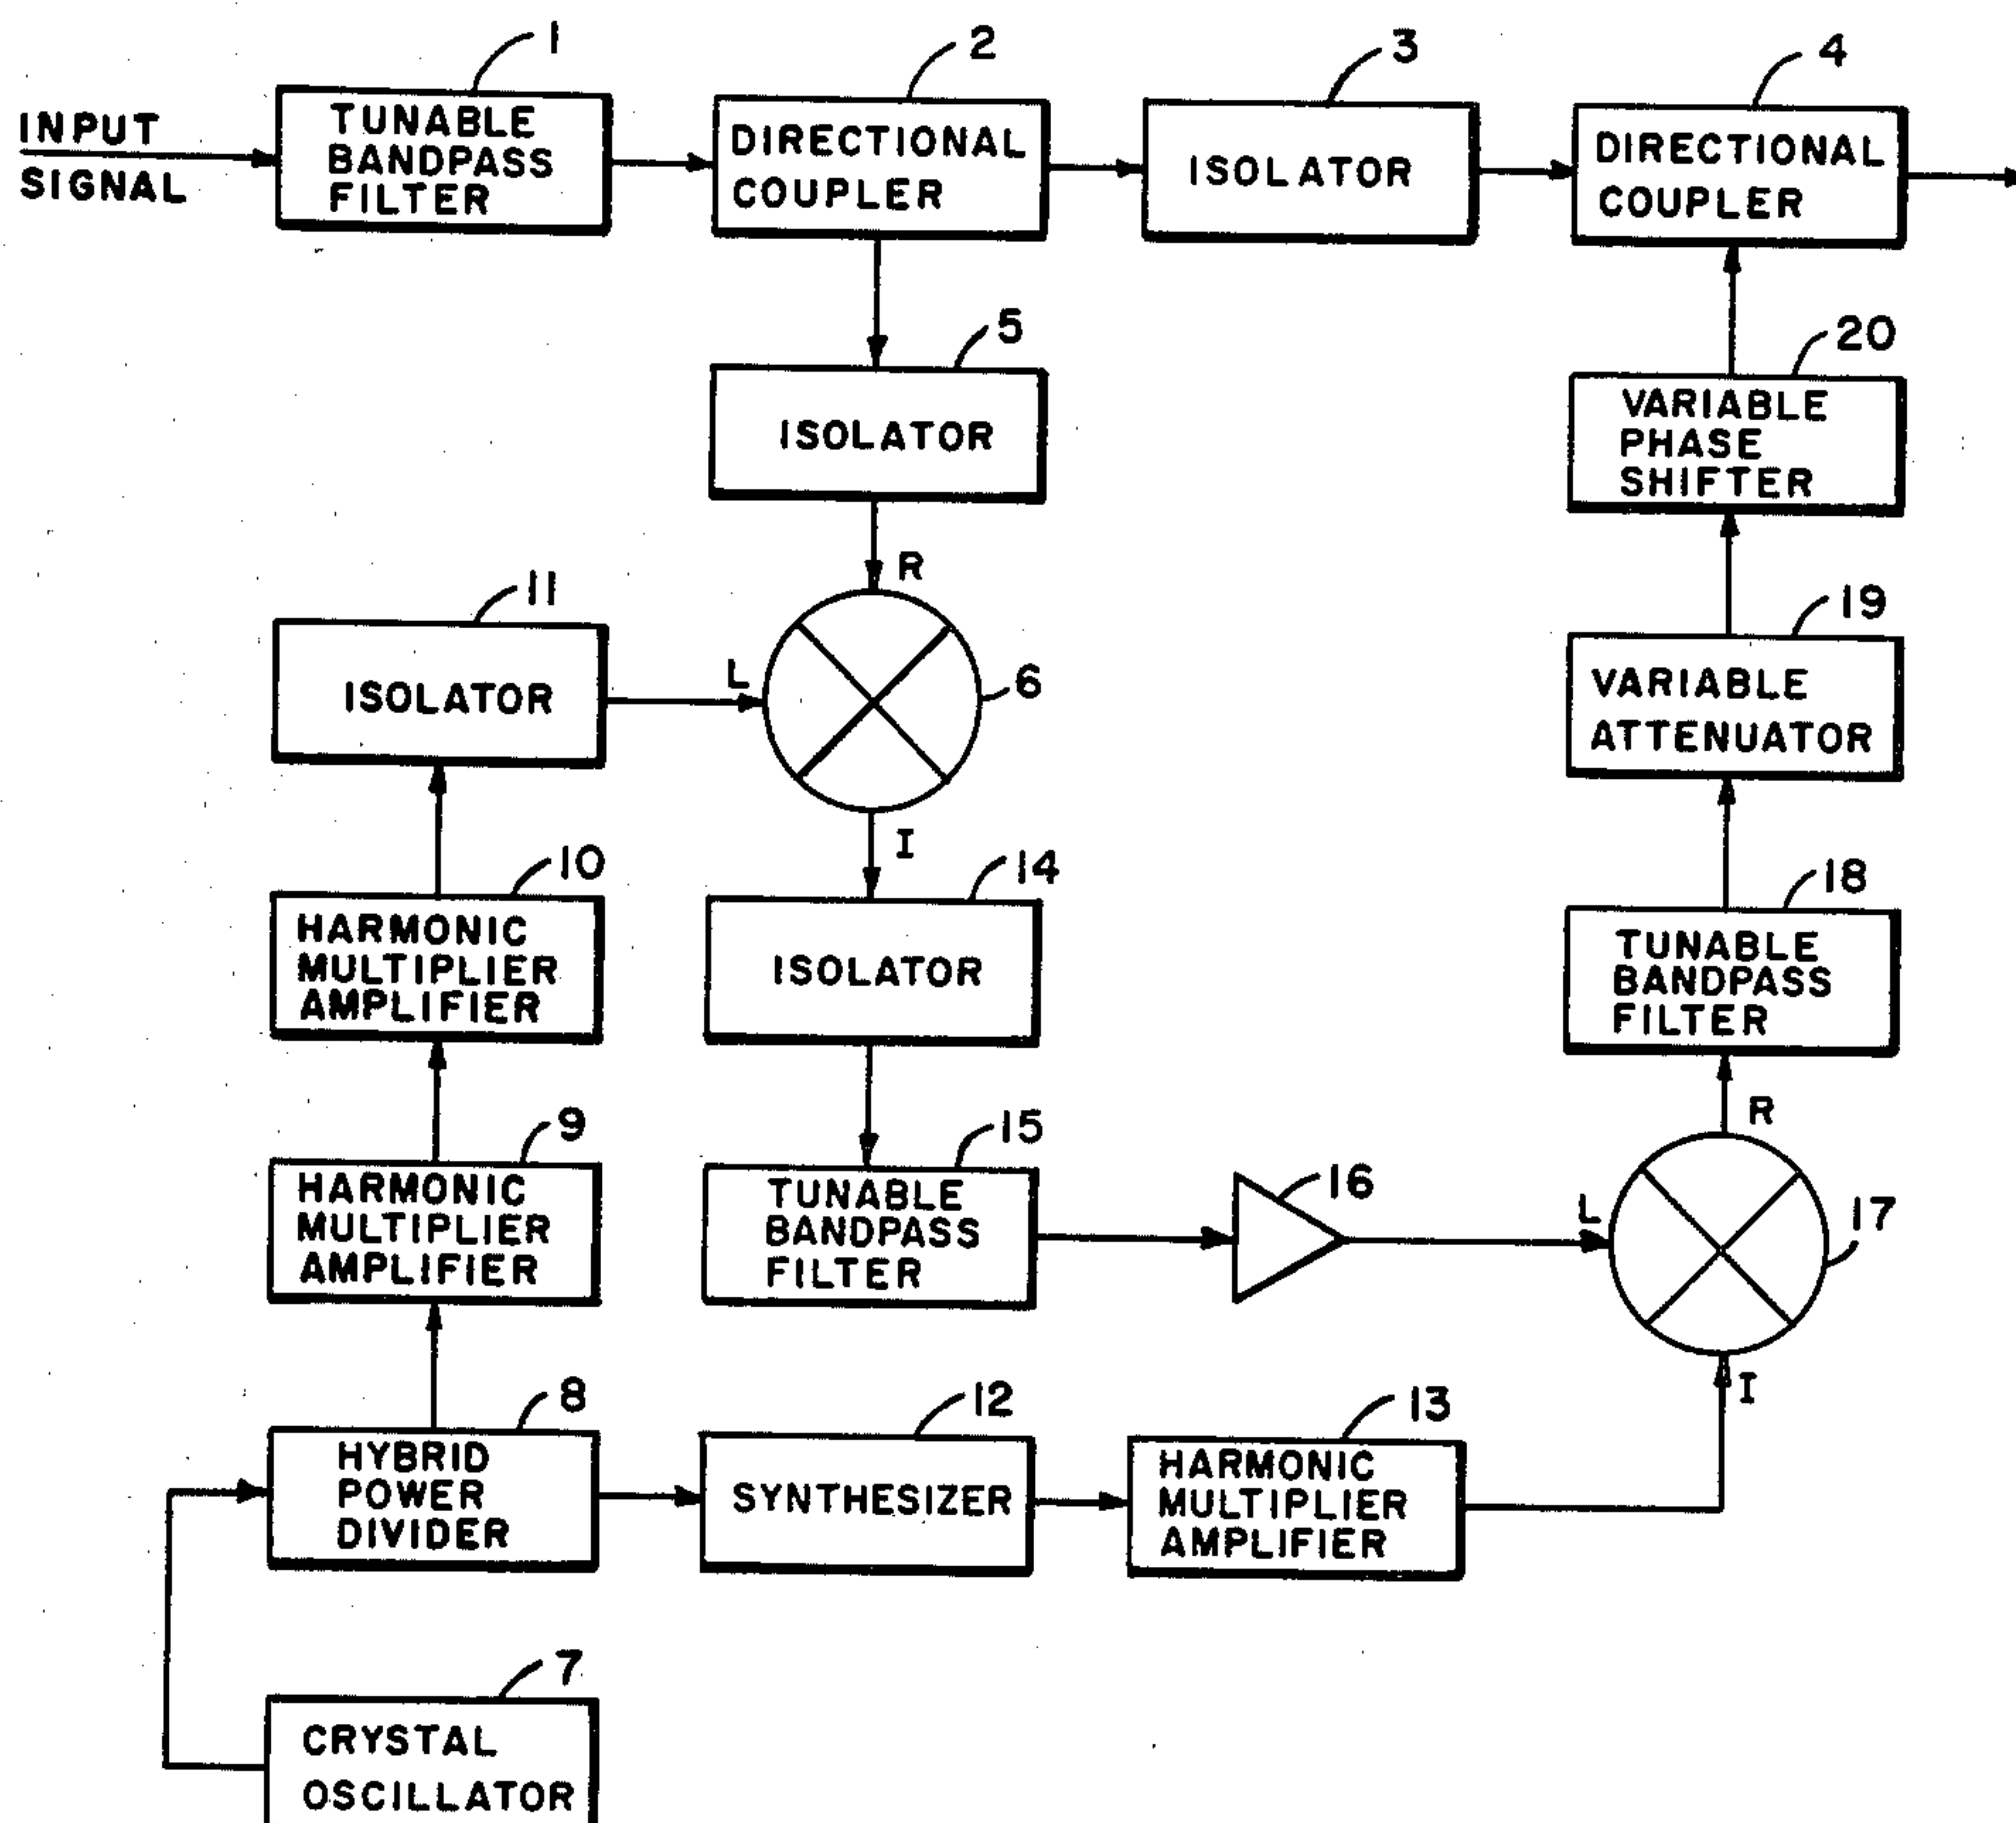 1
2
3
4
INPUT
SIGNAL
TUNABLE
BANDPASS
FILTER
DIRECTIONAL
COUPLER
ISOLATOR
DIRECTIONAL
COUPLER
5
ISOLATOR
20
VARIABLE
PHASE
SHIFTER
R
11
ISOLATOR
L
6
19
VARIABLE
ATTENUATOR
I
10
HARMONIC
MULTIPLIER
AMPLIFIER
14
ISOLATOR
18
TUNABLE
BANDPASS
FILTER
R
9
HARMONIC
MULTIPLIER
AMPLIFIER
15
TUNABLE
BANDPASS
FILTER
16
L
17
I
8
HYBRID
POWER
DIVIDER
12
SYNTHESIZER
13
HARMONIC
MULTIPLIER
AMPLIFIER
7
CRYSTAL
OSCILLATOR